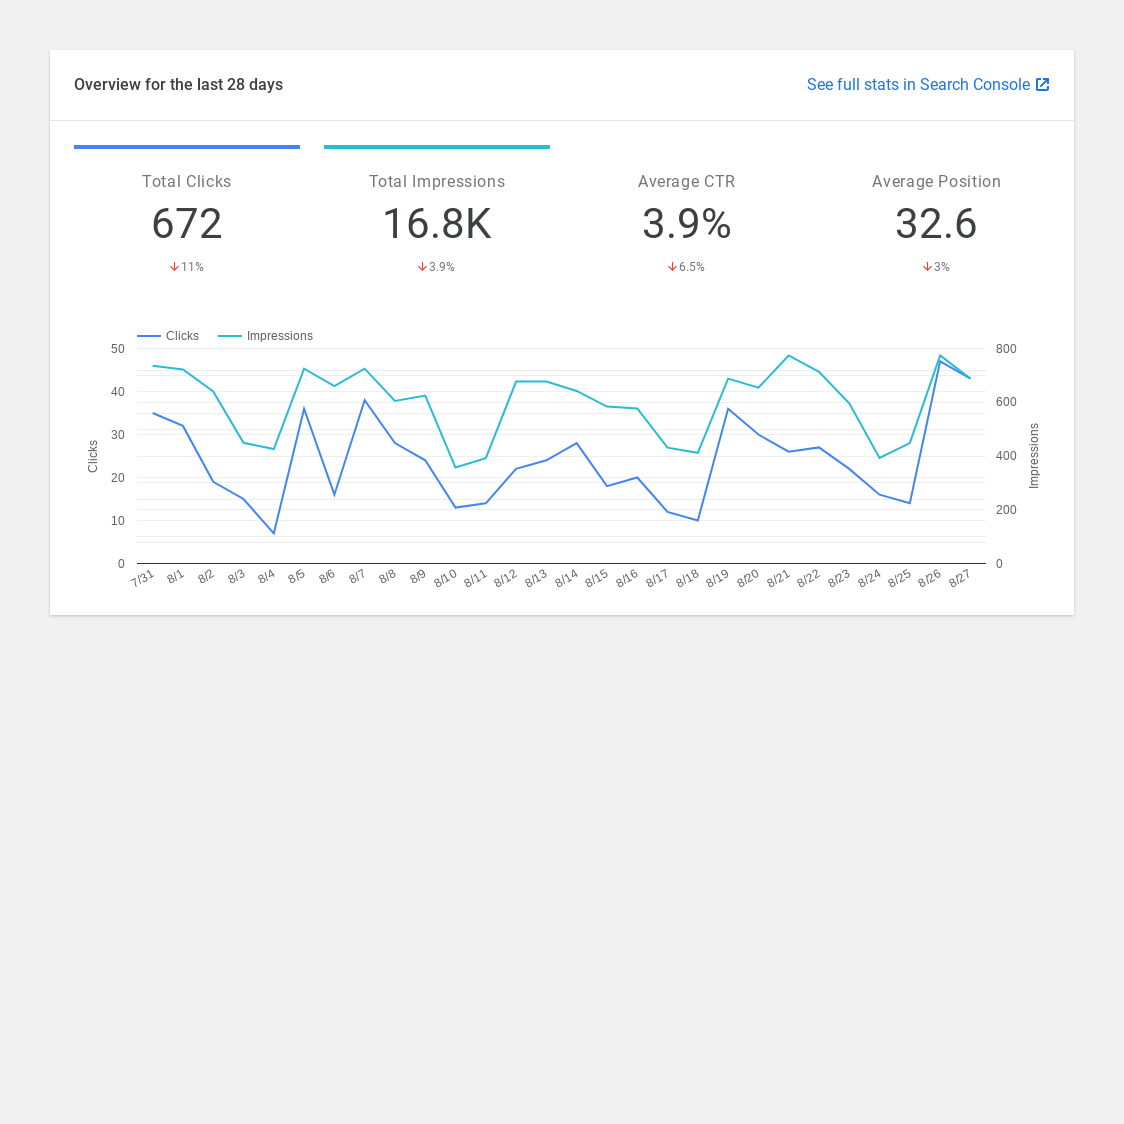 Overview for the last 28 days
See full stats in Search Console
Total Clicks
672
11%
Total Impressions
16.8K
3.9%
Average CTR
3.9%
6.5%
Average Position
32.6
3%
Clicks Impressions
50 800
40 600
30 400
20 200
10
0 0
Clicks
Impressions
7/31 8/1 8/2 8/3 8/4 8/5 8/6 8/7 8/8 8/9 8/10 8/11 8/12 8/13 8/14 8/15 8/16 8/17 8/18 8/19 8/20 8/21 8/22 8/23 8/24 8/25 8/26 8/27